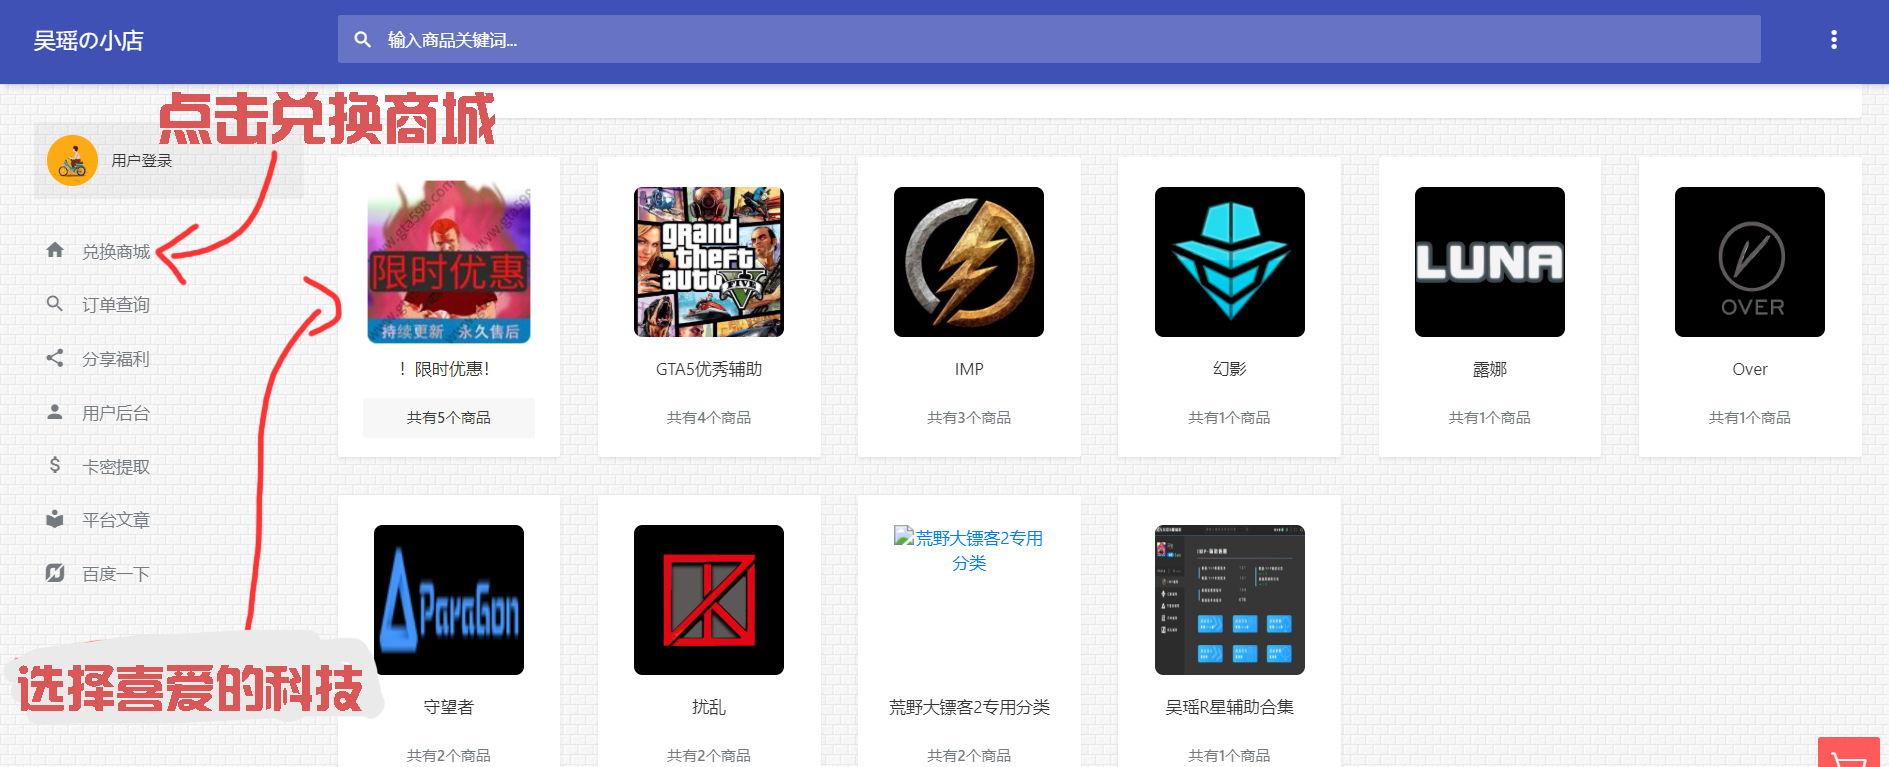 吴瑶の小店
输入商品关键词...
点击兑换商城
用户登录
兑换商城
订单查询
分享福利
用户后台
卡密提取
平台文章
百度一下
选择喜爱的科技
www.gta598.com
限时优惠
持续更新 永久售后
！限时优惠！
共有5个商品
grand
theft
auto
FIVE
GTA5优秀辅助
共有4个商品
IMP
共有3个商品
幻影
共有1个商品
LUNA
露娜
共有1个商品
OVER
Over
共有1个商品
ParaGon
守望者
共有2个商品
扰乱
共有2个商品
荒野大镖客2专用
分类
荒野大镖客2专用分类
共有2个商品
吴瑶R星辅助合集
共有1个商品